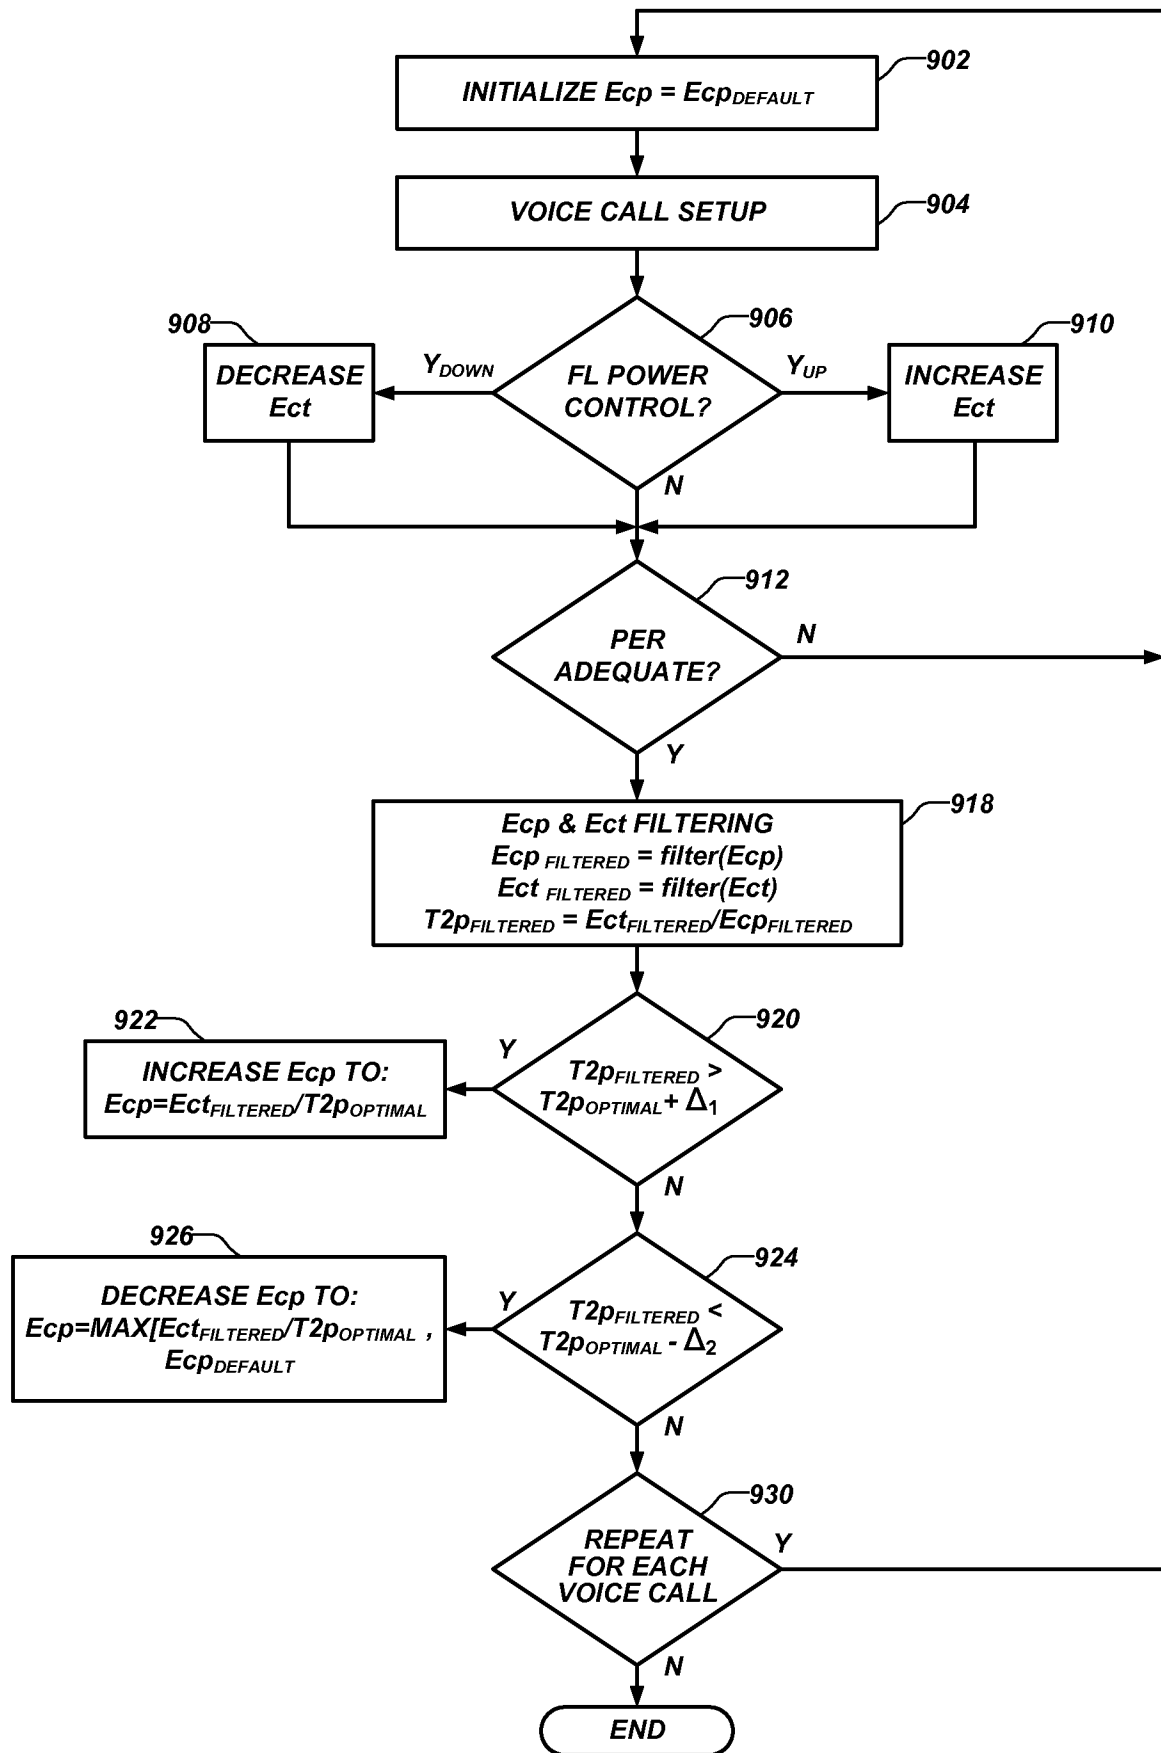 902
INITIALIZE Ecp = EcpDEFAULT
VOICE CALL SETUP
904
906
908
910
DECREASE
Ect
YDOWN
FL POWER
CONTROL?
YUP
INCREASE
Ect
N
912
PER
ADEQUATE?
N
Y
918
Ecp & Ect FILTERING
Ecp FILTERED = filter(Ecp)
Ect FILTERED = filter(Ect)
T2pFILTERED = EctFILTERED/EcpFILTERED
920
922
Y
INCREASE Ecp TO:
Ecp=EctFILTERED/T2pOPTIMAL
T2pFILTERED >
T2pOPTIMAL + Δ1
N
924
926
Y
DECREASE Ecp TO:
Ecp=MAX[EctFILTERED/T2pOPTIMAL ,
EcpDEFAULT
T2pFILTERED <
T2pOPTIMAL - Δ2
N
930
REPEAT
FOR EACH
VOICE CALL
Y
N
END